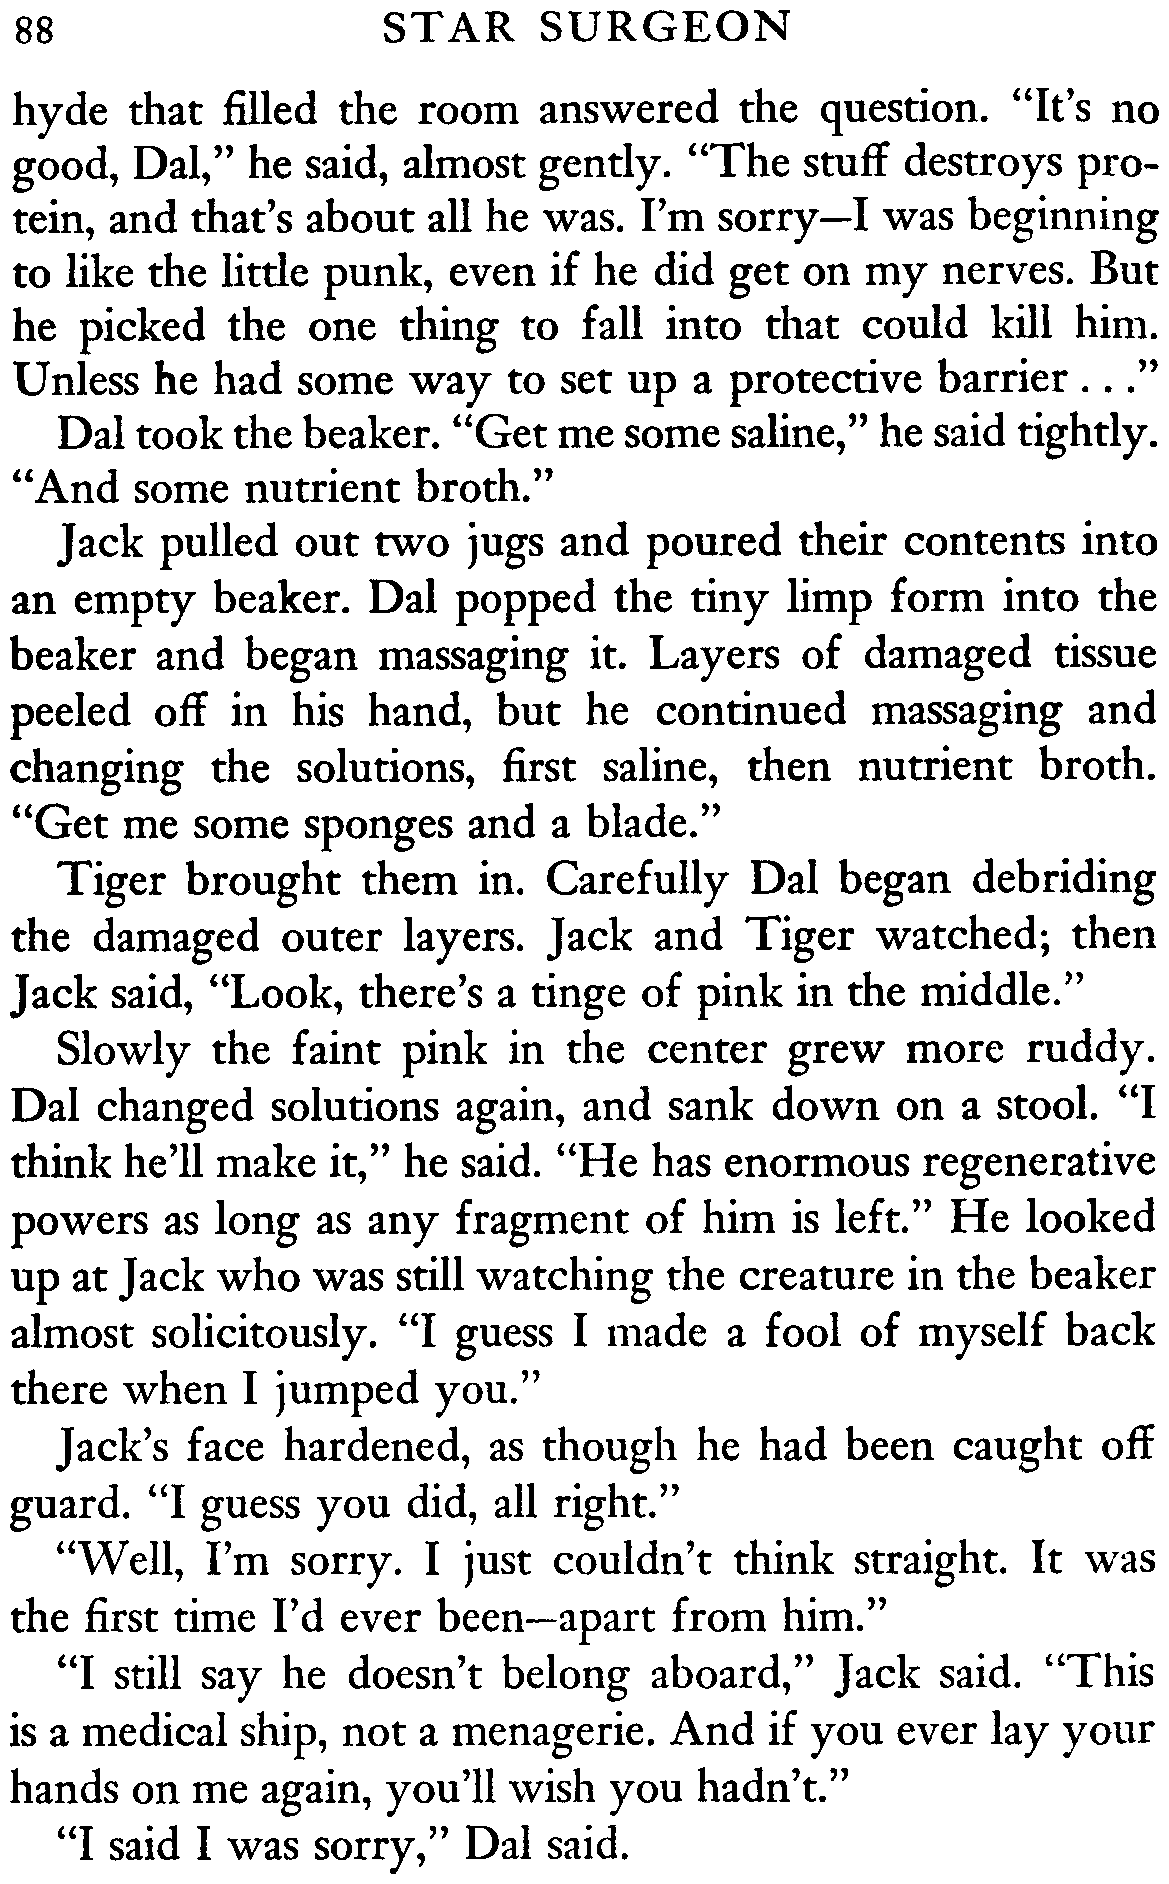 88 STAR SURGEON
hyde that filled the room answered the question. “It’s no
good, Dal,” he said, almost gently. “The stuff destroys pro-
tein, and that’s about all he was. I’m sorry—I was beginning
to like the little punk, even if he did get on my nerves. But
he picked the one thing to fall into that could kill him.
Unless he had some way to set up a protective barrier . . .”
Dal took the beaker. “Get me some saline,” he said tightly.
“And some nutrient broth.”
Jack pulled out two jugs and poured their contents into
an empty beaker. Dal popped the tiny limp form into the
beaker and began massaging it. Layers of damaged tissue
peeled off in his hand, but he continued massaging and
changing the solutions, first saline, then nutrient broth.
“Get me some sponges and a blade.”
Tiger brought them in. Carefully Dal began debriding
the damaged outer layers. Jack and Tiger watched; then
Jack said, “Look, there’s a tinge of pink in the middle.”
Slowly the faint pink in the center grew more ruddy.
Dal changed solutions again, and sank down on a stool. “I
think he’ll make it,” he said. “He has enormous regenerative
powers as long as any fragment of him is left.” He looked
up at Jack who was still watching the creature in the beaker
almost solicitously. “I guess I made a fool of myself back
there when I jumped you.”
Jack’s face hardened, as though he had been caught off
guard. “I guess you did, all right.”
“Well, I’m sorry. I just couldn’t think straight. It was
the first time I’d ever been—apart from him.”
“I still say he doesn’t belong aboard,” Jack said. “This
is a medical ship, not a menagerie. And if you ever lay your
hands on me again, you’ll wish you hadn’t.”
“I said I was sorry,” Dal said.